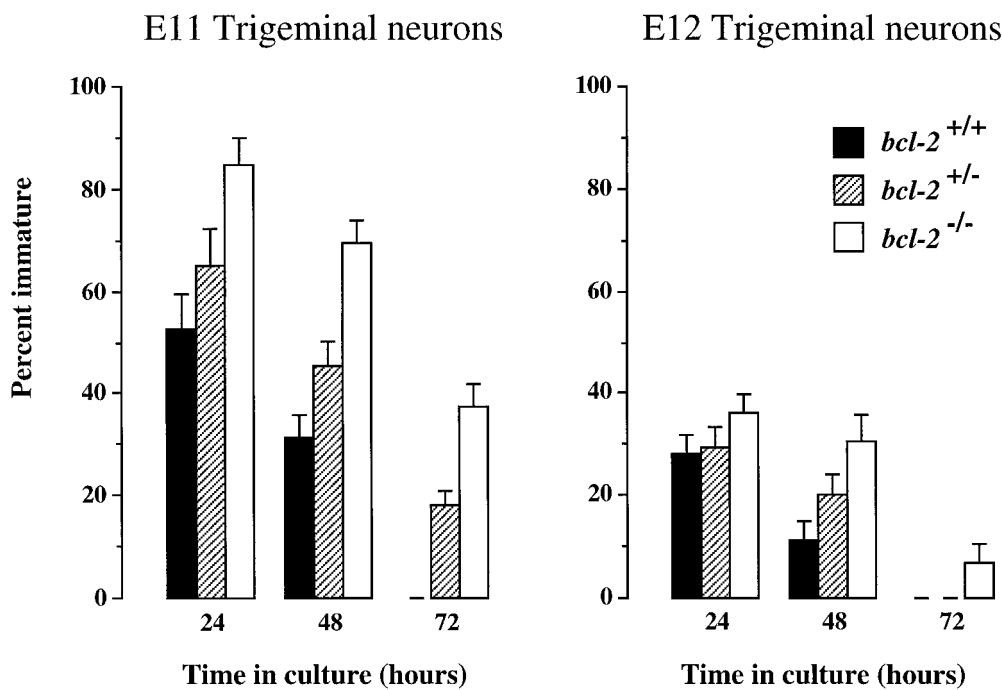 E11 Trigeminal neurons
E12 Trigeminal neurons
Percent immature
100
80
60
40
20
0
24
48
72
Time in culture (hours)
100
80
60
40
20
0
24
48
72
Time in culture (hours)
bcl-2 +/+
bcl-2 +/-
bcl-2 -/-